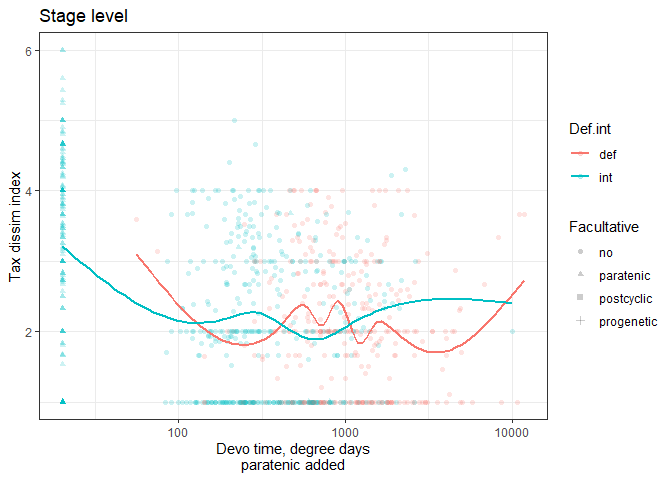 Stage level
6
4
2
Tax dissim index
100
1000
10000
Devo time, degree days
paratenic added
Def.int
def
int
Facultative
no
paratenic
postcyclic
progenetic